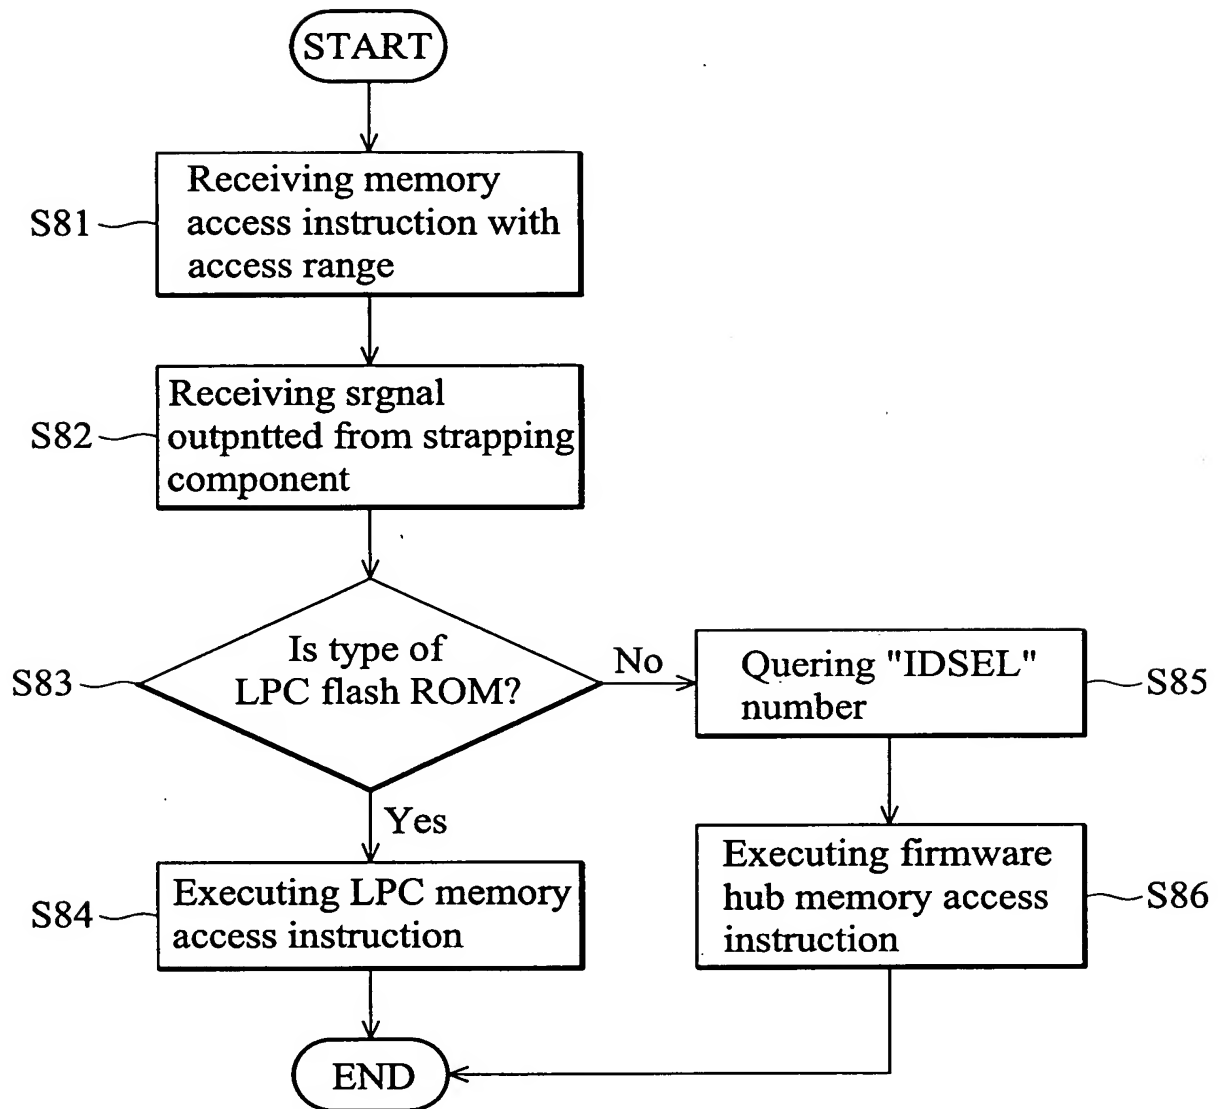 START
S81
Receiving memory
access instruction with
access range
S82
Receiving srgnal
outpntted from strapping
component
S83
Is type of
LPC flash ROM?
No
Quering "IDSEL"
number
S85
Yes
S84
Executing LPC memory
access instruction
Executing firmware
hub memory access
instruction
S86
END